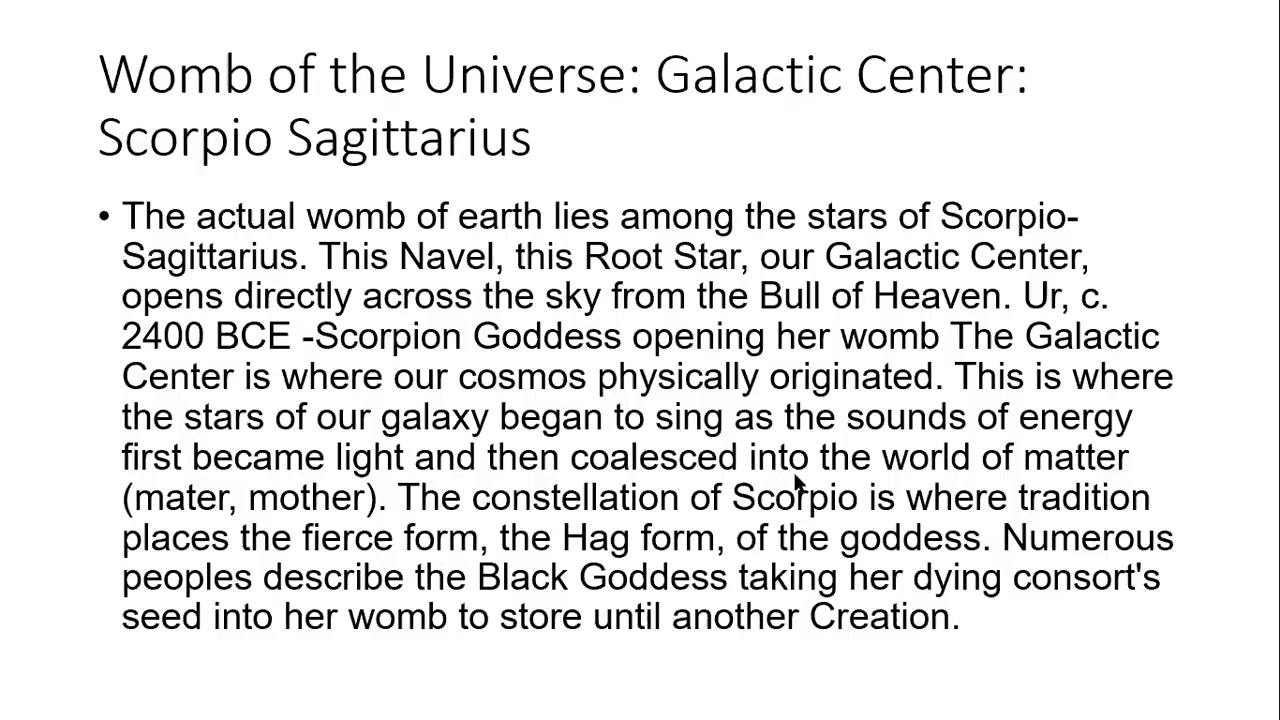 Womb of the Universe: Galactic Center:
Scorpio Sagittarius
• The actual womb of earth lies among the stars of Scorpio-
Sagittarius. This Navel, this Root Star, our Galactic Center,
opens directly across the sky from the Bull of Heaven. Ur, c.
2400 BCE -Scorpion Goddess opening her womb The Galactic
Center is where our cosmos physically originated. This is where
the stars of our galaxy began to sing as the sounds of energy
first became light and then coalesced into the world of matter
(mater, mother). The constellation of Scorpio is where tradition
places the fierce form, the Hag form, of the goddess. Numerous
peoples describe the Black Goddess taking her dying consort's
seed into her womb to store until another Creation.